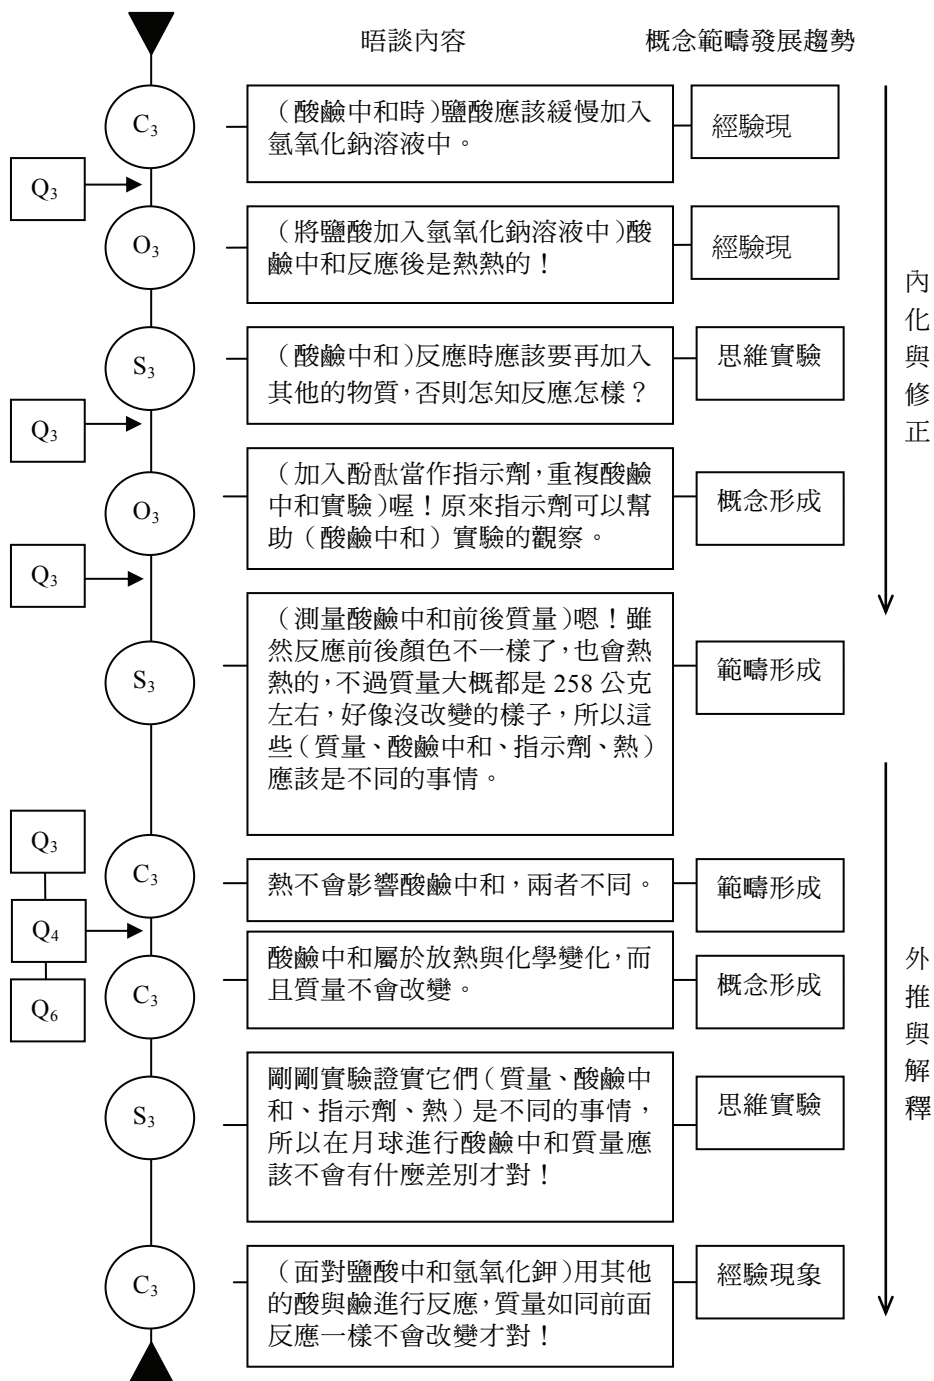 晤談內容
概念範疇發展趨勢
C3
（酸鹼中和時）鹽酸應該緩慢加入
氫氧化鈉溶液中。
經驗現
Q3
O3
（將鹽酸加入氫氧化鈉溶液中）酸
鹼中和反應後是熱熱的！
經驗現
S3
（酸鹼中和）反應時應該要再加入
其他的物質，否則怎知反應怎樣？
思維實驗
Q3
O3
（加入酚酞當作指示劑，重複酸鹼
中和實驗）喔！原來指示劑可以幫
助（酸鹼中和）實驗的觀察。
概念形成
Q3
S3
（測量酸鹼中和前後質量）嗯！雖
然反應前後顏色不一樣了，也會熱
熱的，不過質量大概都是 258 公克
左右，好像沒改變的樣子，所以這
些（質量、酸鹼中和、指示劑、熱）
應該是不同的事情。
範疇形成
內化與修正
Q3
C3
熱不會影響酸鹼中和，兩者不同。
範疇形成
Q4
Q6
C3
酸鹼中和屬於放熱與化學變化，而
且質量不會改變。
概念形成
S3
剛剛實驗證實它們（質量、酸鹼中
和、指示劑、熱）是不同的事情，
所以在月球進行酸鹼中和質量應
該不會有什麼差別才對！
思維實驗
C3
（面對鹽酸中和氫氧化鉀）用其他
的酸與鹼進行反應，質量如同前面
反應一樣不會改變才對！
經驗現象
外推與解釋